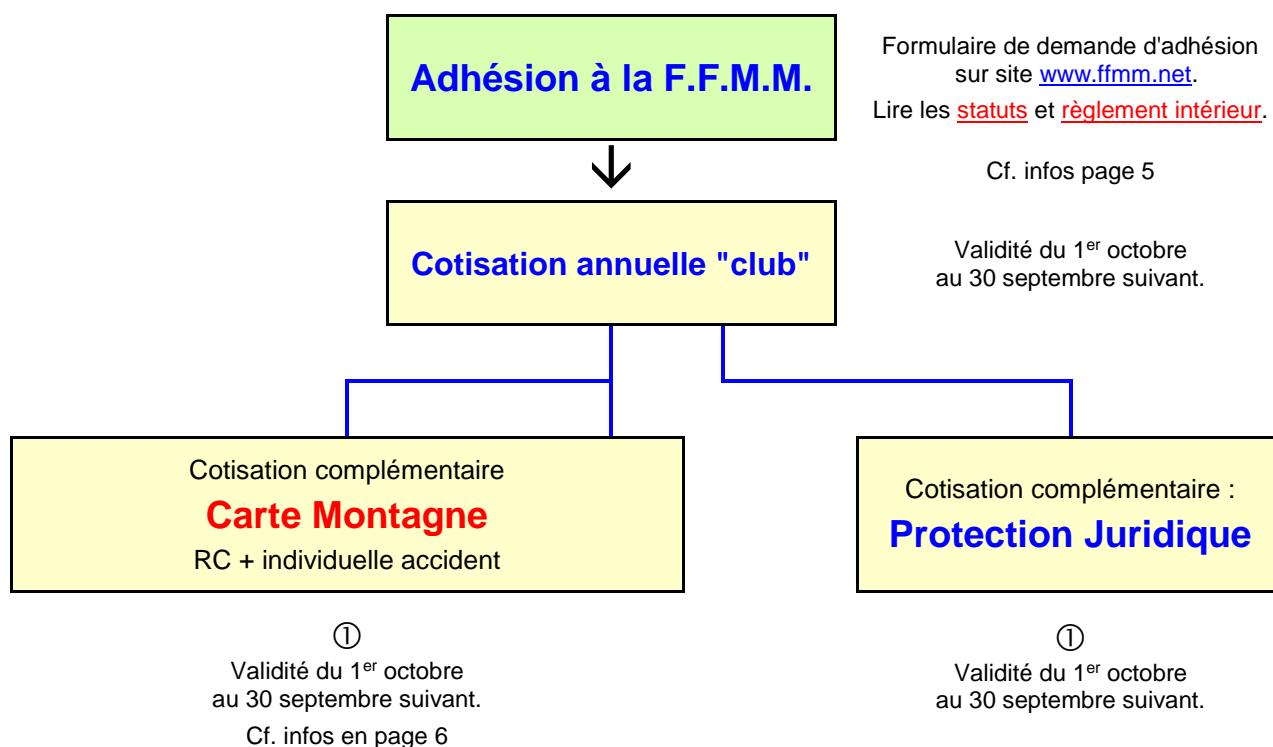 Adhésion à la F.F.M.M.
Formulaire de demande d'adhésion
sur site www.ffmm.net.
Lire les statuts et règlement intérieur.
Cf. infos page 5
Cotisation annuelle "club"
Validité du 1er octobre
au 30 septembre suivant.
Cotisation complémentaire
Carte Montagne
RC + individuelle accident
Cotisation complémentaire :
Protection Juridique
①
Validité du 1er octobre
au 30 septembre suivant.
Cf. infos en page 6
①
Validité du 1er octobre
au 30 septembre suivant.